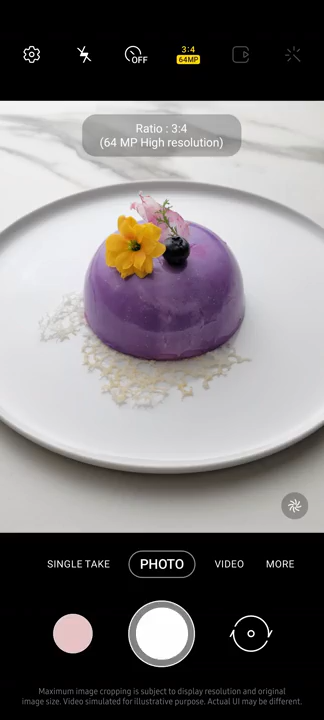 OFF
3:4
64MP
Ratio : 3:4
(64 MP High resolution)
SINGLE TAKE PHOTO VIDEO MORE
Maximum image cropping is subject to display resolution and original
image size. Video simulated for illustrative purpose. Actual UI may be different.